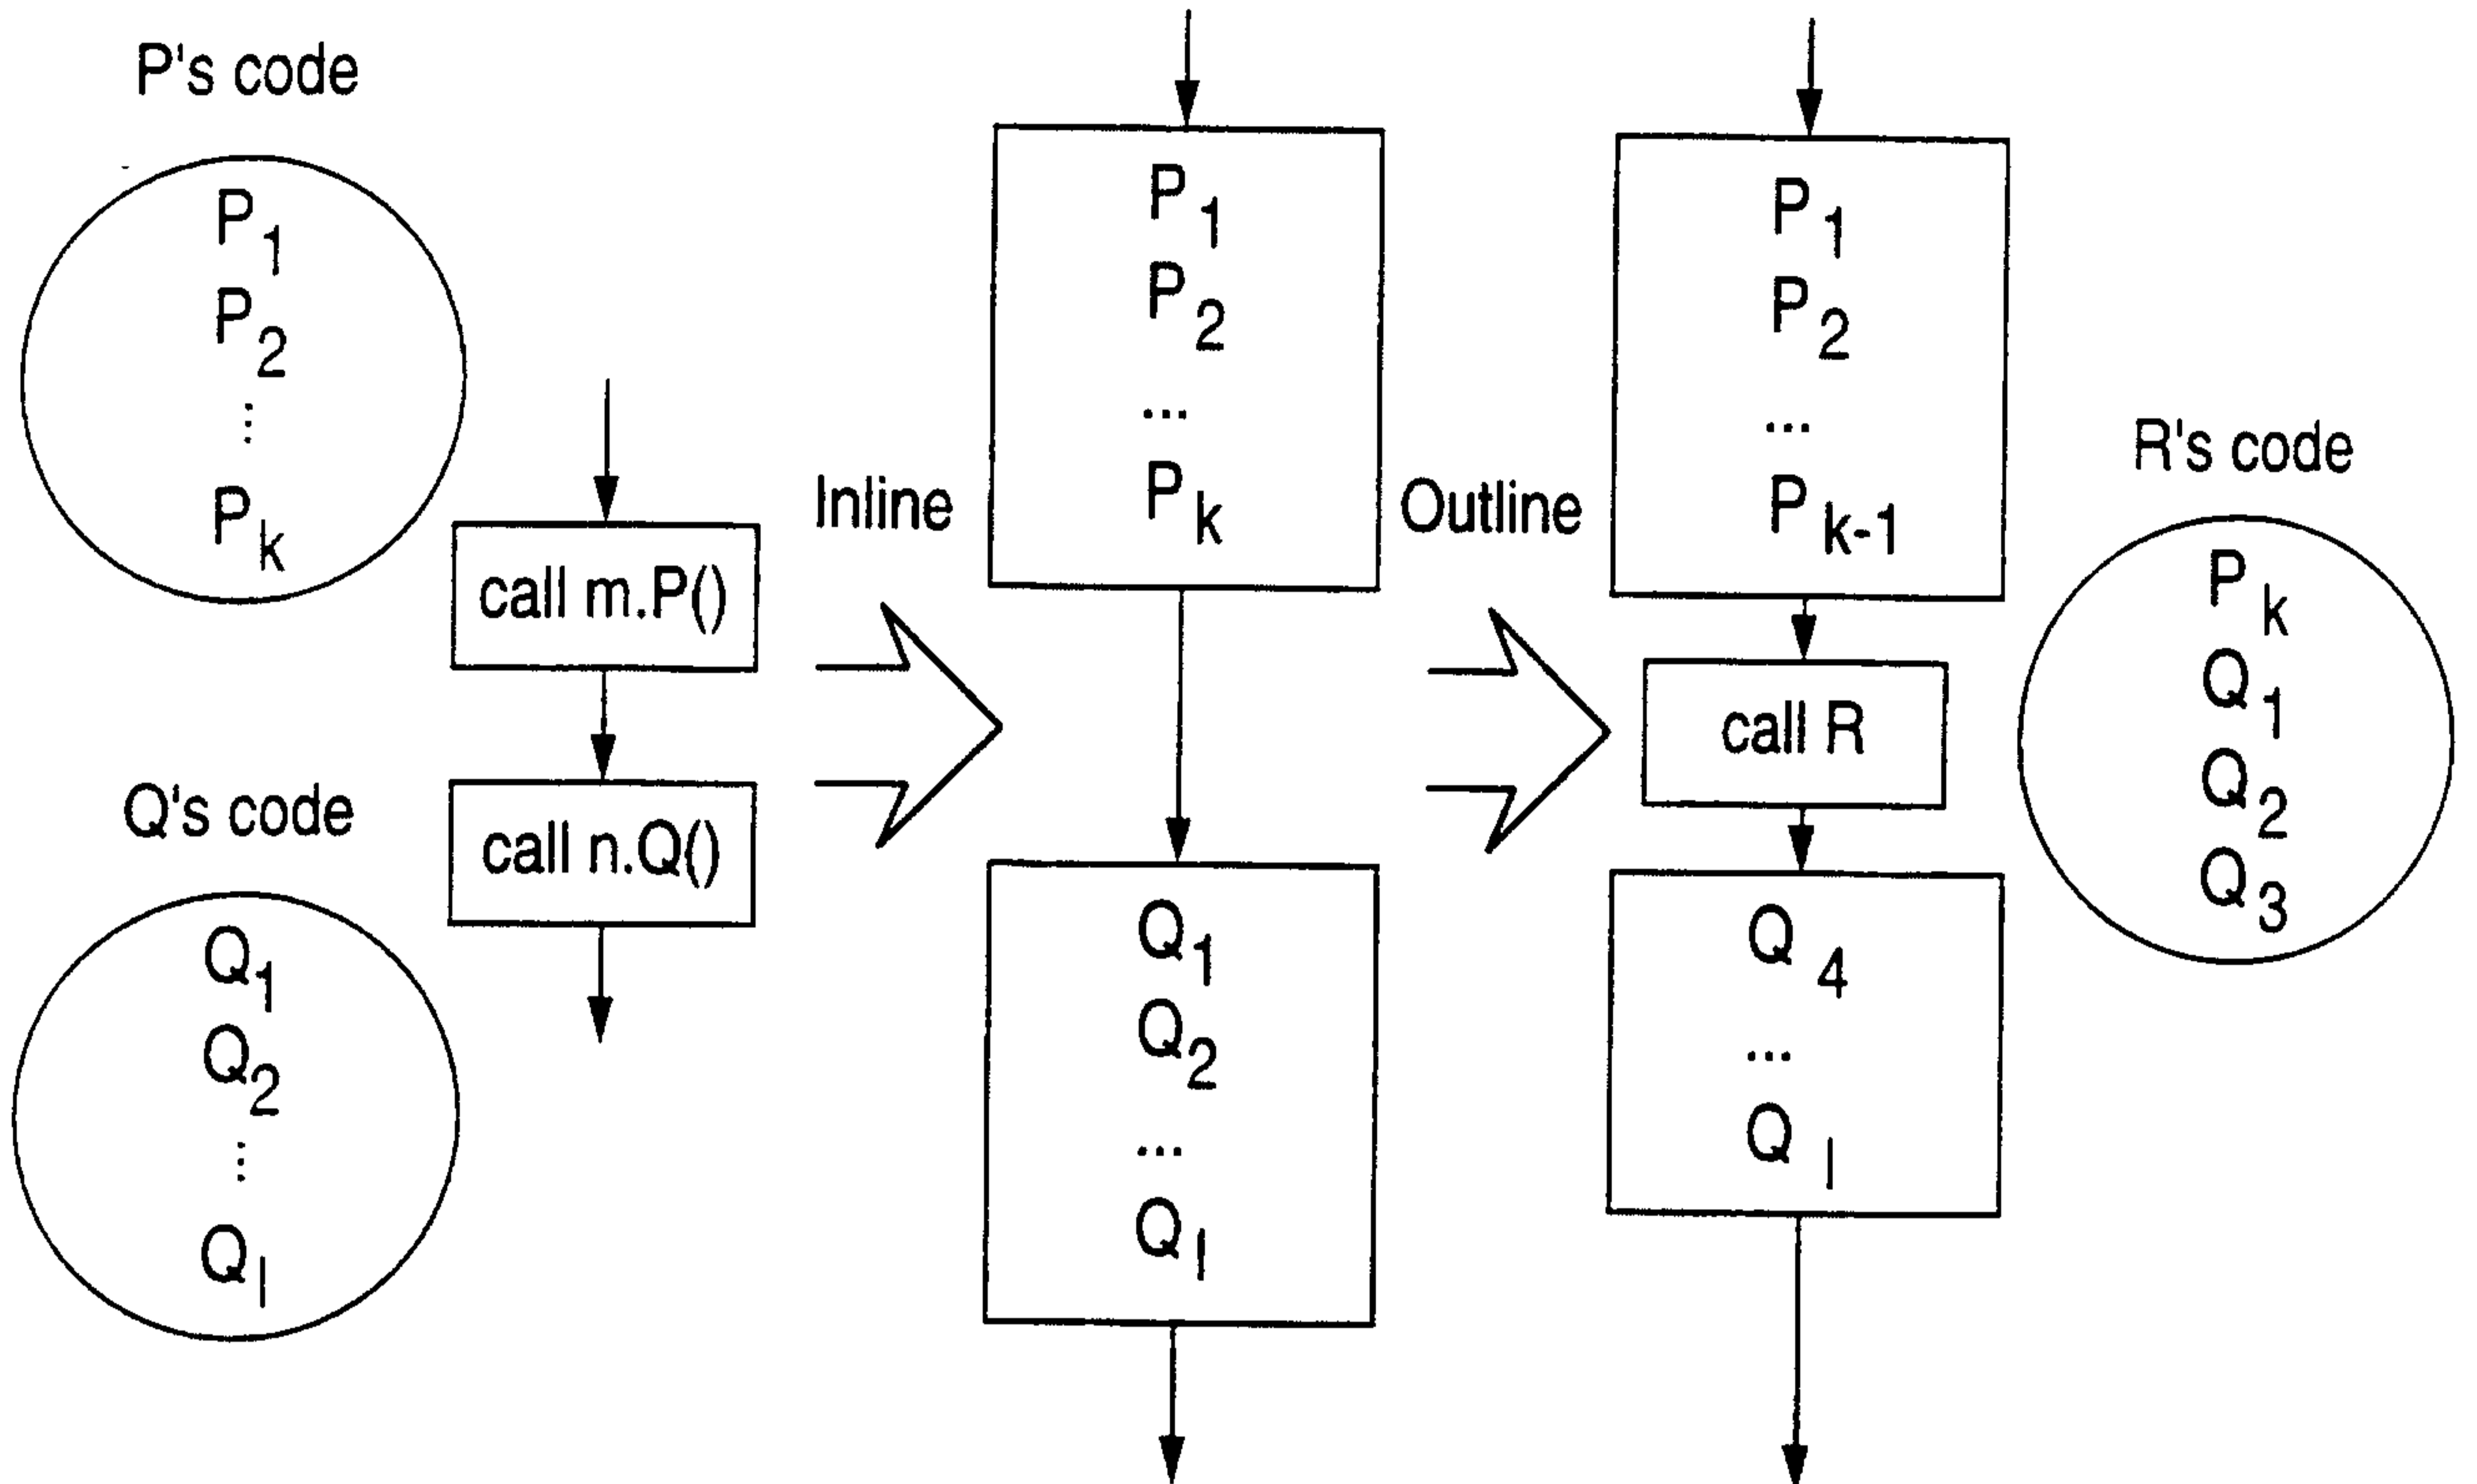 P's code
P1
P2
⋮
Pk
call m.P()
Q's code
call n.Q()
Q1
Q2
⋮
Ql
Inline
P1
P2
...
Pk
Q1
Q2
...
Ql
Outline
P1
P2
...
Pk-1
call R
Q4
...
Ql
R's code
Pk
Q1
Q2
Q3